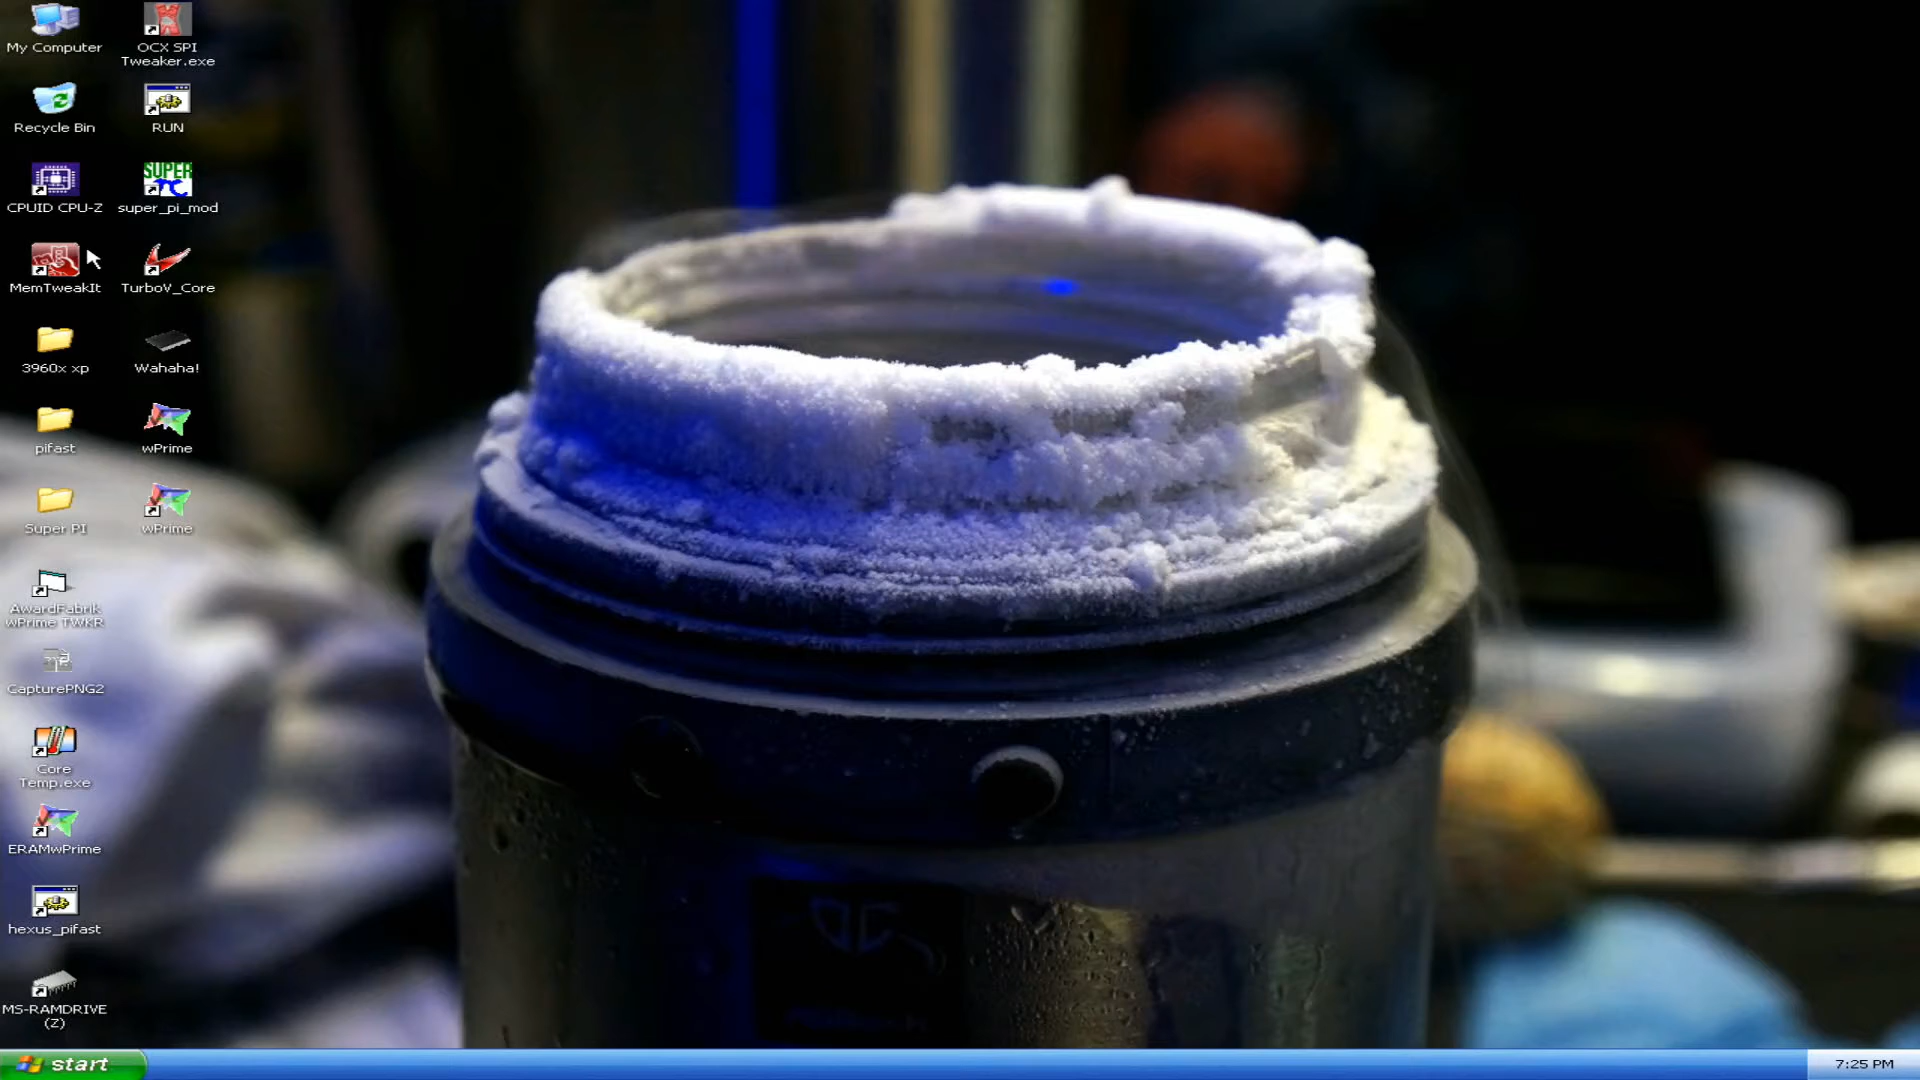 My Computer
OCX SPI
Tweaker.exe
Recycle Bin
RUN
CPUID CPU-Z
SUPER
super_pi_mod
MemTweakIt
TurboV_Core
3960x xp
Wahaha!
pifast
wPrime
Super PI
wPrime
AwardFabrik
wPrime TWKR
CapturePNG2
Core
Temp.exe
ERAMwPrime
hexus_pifast
MS-RAMDRIVE
(Z)
start
7:25 PM